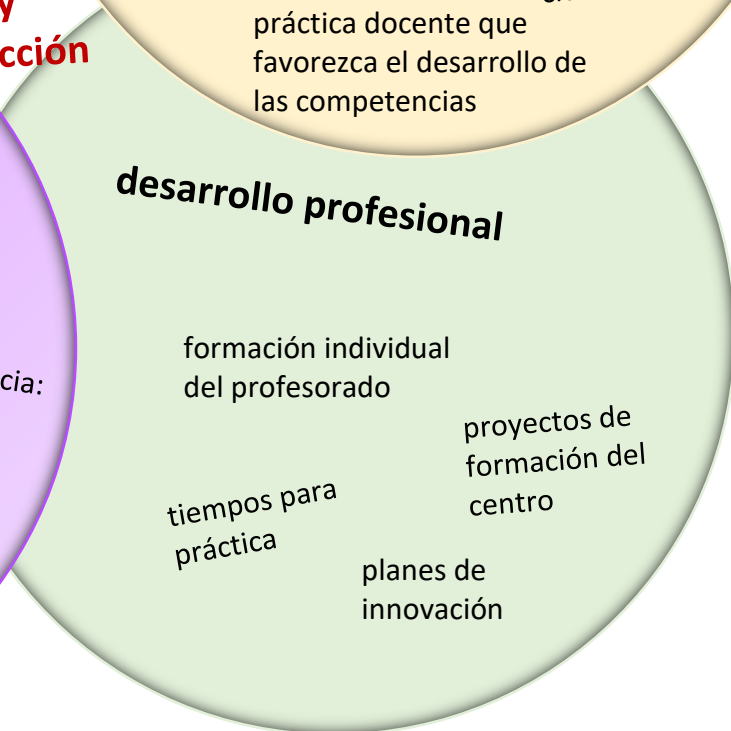 y
cción
práctica docente que
favorezca el desarrollo de
las competencias
desarrollo profesional
formación individual
del profesorado
cia:
proyectos de
formación del
centro
tiempos para
práctica
planes de
innovación